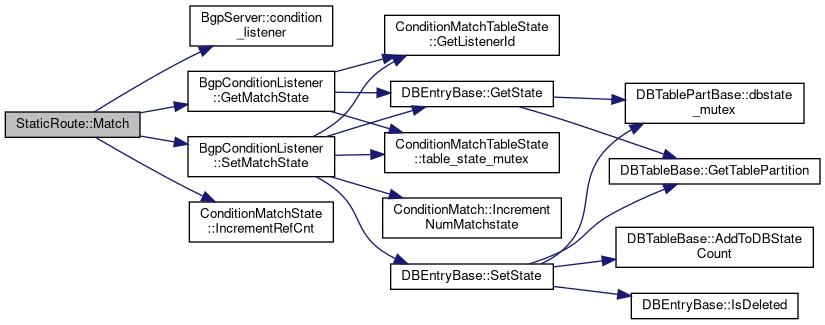 StaticRoute::Match
BgpServer::condition
_listener
BgpConditionListener
::GetMatchState
BgpConditionListener
::SetMatchState
ConditionMatchState
::IncrementRefCnt
ConditionMatchTableState
::GetListenerId
DBEntryBase::GetState
ConditionMatchTableState
::table_state_mutex
ConditionMatch::Increment
NumMatchstate
DBEntryBase::SetState
DBTablePartBase::dbstate
_mutex
DBTableBase::GetTablePartition
DBTableBase::AddToDBState
Count
DBEntryBase::IsDeleted